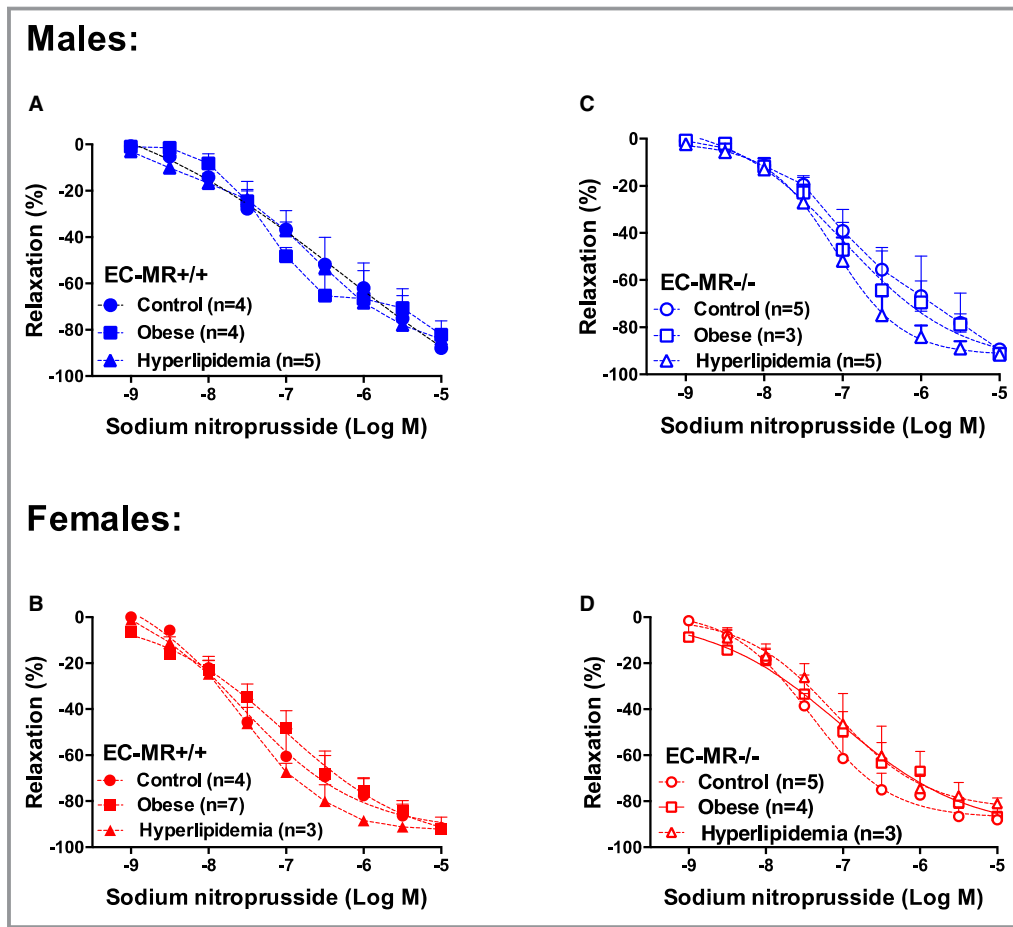 Males:
A
Relaxation (%)
0
-20
-40
-60
-80
-100
EC-MR+/+
Control (n=4)
Obese (n=4)
Hyperlipidemia (n=5)
-9 -8 -7 -6 -5
Sodium nitroprusside (Log M)
C
Relaxation (%)
0
-20
-40
-60
-80
-100
EC-MR-/-
Control (n=5)
Obese (n=3)
Hyperlipidemia (n=5)
-9 -8 -7 -6 -5
Sodium nitroprusside (Log M)
Females:
B
Relaxation (%)
0
-20
-40
-60
-80
-100
EC-MR+/+
Control (n=4)
Obese (n=7)
Hyperlipidemia (n=3)
-9 -8 -7 -6 -5
Sodium nitroprusside (Log M)
D
Relaxation (%)
0
-20
-40
-60
-80
-100
EC-MR-/-
Control (n=5)
Obese (n=4)
Hyperlipidemia (n=3)
-9 -8 -7 -6 -5
Sodium nitroprusside (Log M)